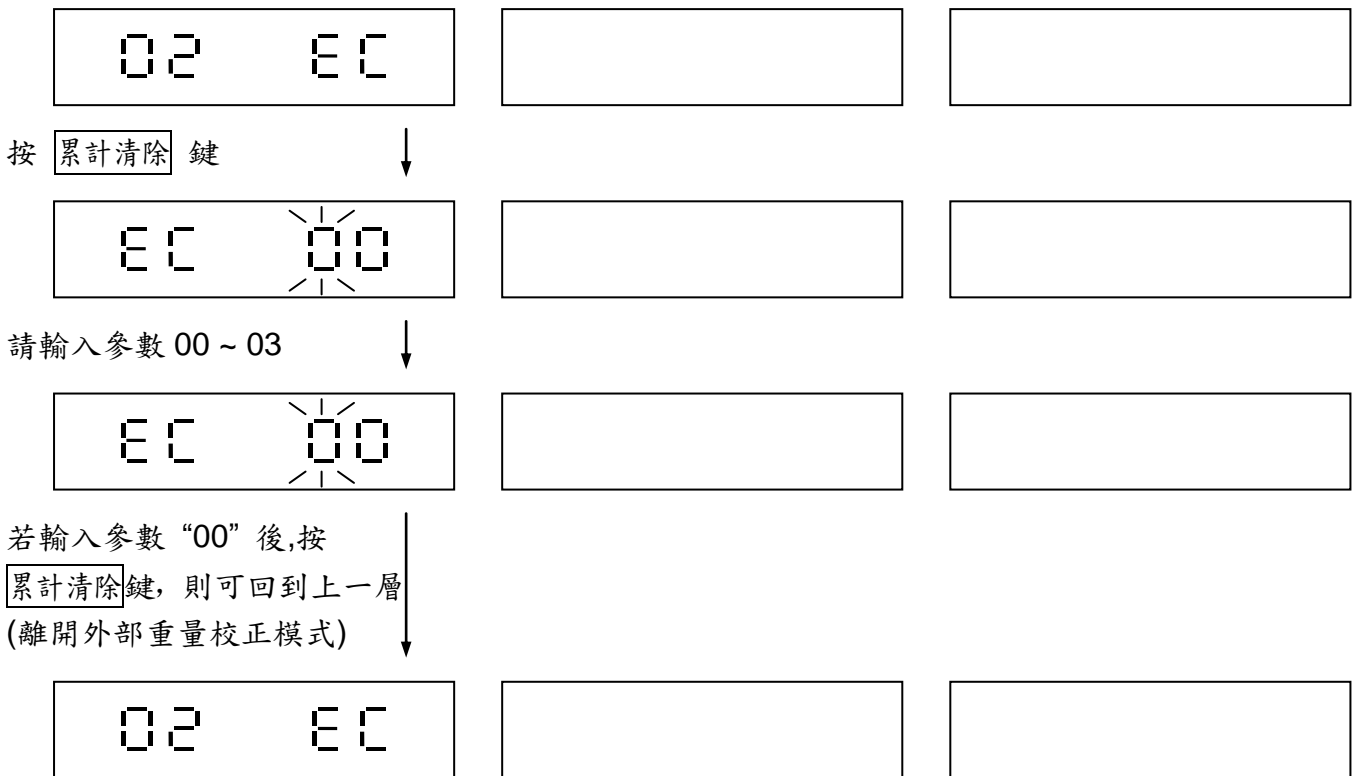 02 EC
按 累計清除 鍵
EC 00
請輸入參數 00 ~ 03
EC 00
若輸入參數 “00” 後,按
累計清除鍵，則可回到上一層
(離開外部重量校正模式)
02 EC